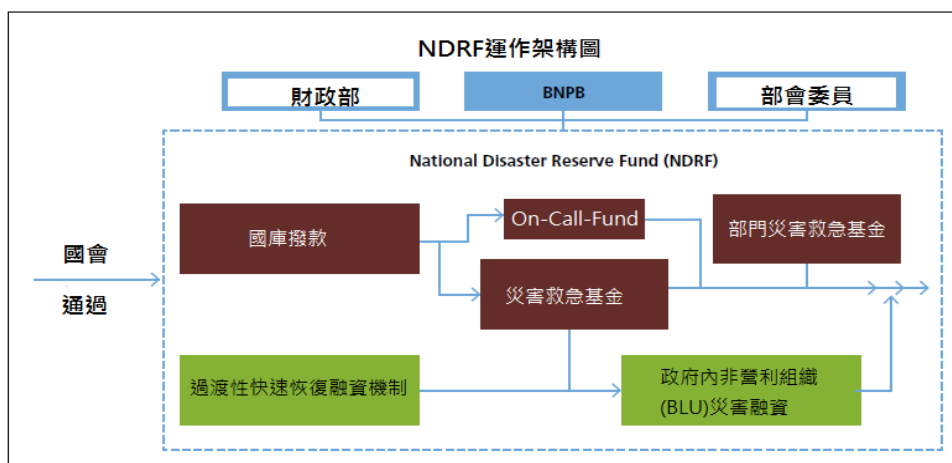 NDRF運作架構圖
財政部
BNPB
部會委員
National Disaster Reserve Fund (NDRF)
國會
通過
國庫撥款
On-Call-Fund
部門災害救急基金
災害救急基金
過渡性快速恢復融資機制
政府內非營利組織
(BLU)災害融資